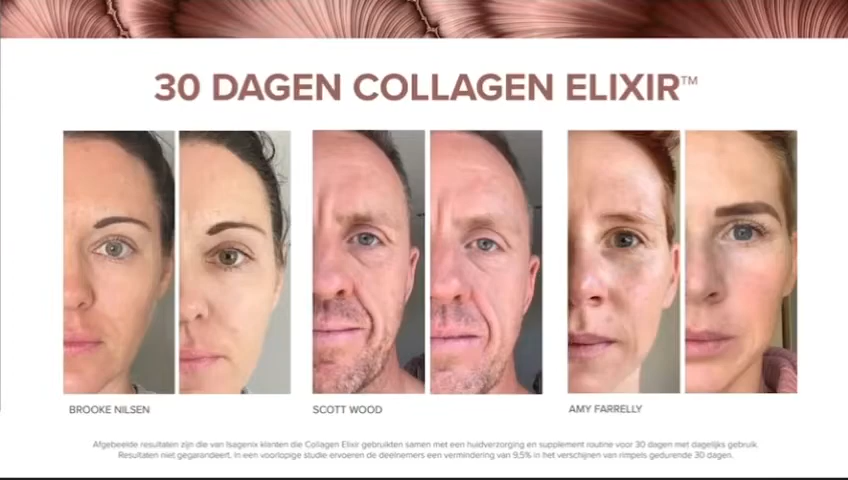 30 DAGEN COLLAGEN ELIXIR™
BROOKE NILSEN
SCOTT WOOD
AMY FARRELLY
Afgebeelde resultaten zijn die van Isagenix klanten die Collagen Elixir gebruikten samen met een huidverzorging en supplement routine voor 30 dagen met dagelijks gebruik.
Resultaten niet gegarandeerd. In een voorlopige studie ervoeren de deelnemers een vermindering van 9,5% in het verschijnen van rimpels gedurende 30 dagen.